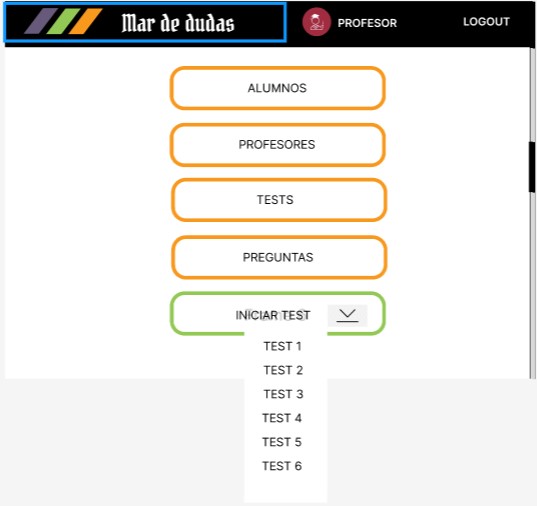 Mar de dudas PROFESOR LOGOUT
ALUMNOS
PROFESORES
TESTS
PREGUNTAS
INICIAR TEST
TEST 1
TEST 2
TEST 3
TEST 4
TEST 5
TEST 6